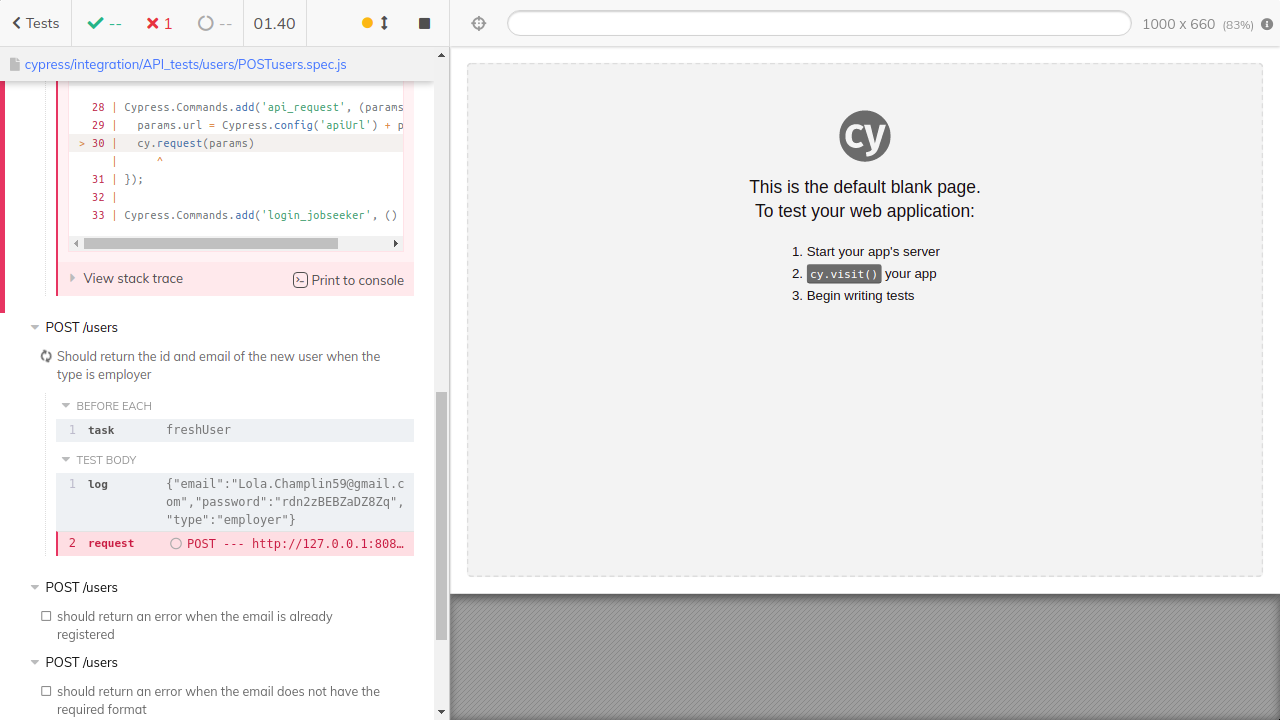 Tests
--
1
--
01.40
1000 x 660 (83%)
cypress/integration/API_tests/users/POSTusers.spec.js
28 | Cypress.Commands.add('api_request', (params
29 |   params.url = Cypress.config('apiUrl') + p
> 30 |   cy.request(params)
|      ^
31 | });
32 |
33 | Cypress.Commands.add('login_jobseeker', ()
View stack trace
Print to console
POST /users
Should return the id and email of the new user when the
type is employer
BEFORE EACH
1 task freshUser
TEST BODY
1 log {"email":"Lola.Champlin59@gmail.c
om","password":"rdn2zBEBZaDZ8Zq",
"type":"employer"}
2 request POST --- http://127.0.0.1:808…
POST /users
should return an error when the email is already
registered
POST /users
should return an error when the email does not have the
required format
cy
This is the default blank page.
To test your web application:
1. Start your app's server
2. cy.visit() your app
3. Begin writing tests